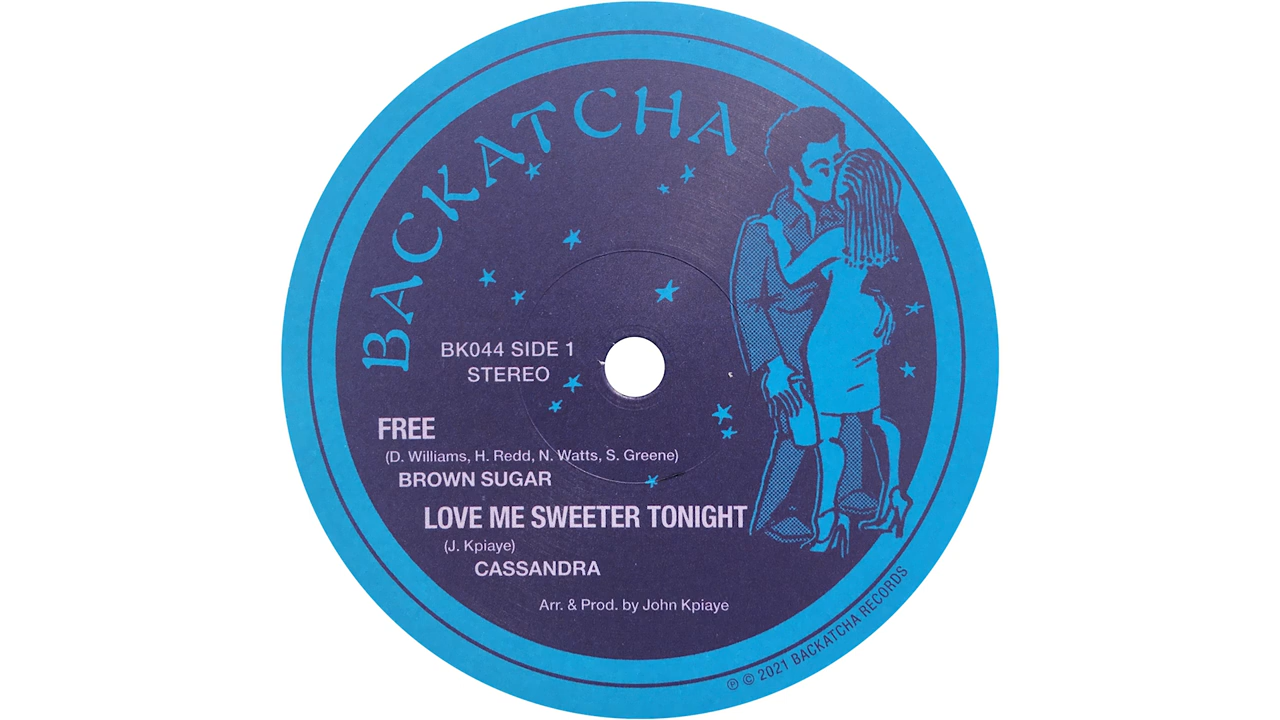 BACKATCHA
BK044 SIDE 1
STEREO
FREE
(D. Williams, H. Redd, N. Watts, S. Greene)
BROWN SUGAR
LOVE ME SWEETER TONIGHT
(J. Kpiaye)
CASSANDRA
Arr. & Prod. by John Kpiaye
℗ © 2021 BACKATCHA RECORDS